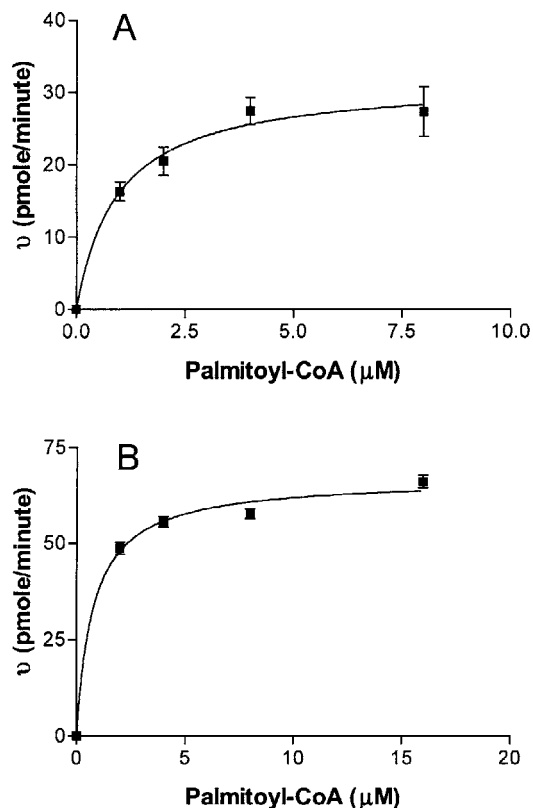 A
40
30
20
10
0
υ (pmole/minute)
0.0 2.5 5.0 7.5 10.0
Palmitoyl-CoA (μM)
B
75
50
25
0
υ (pmole/minute)
0 5 10 15 20
Palmitoyl-CoA (μM)